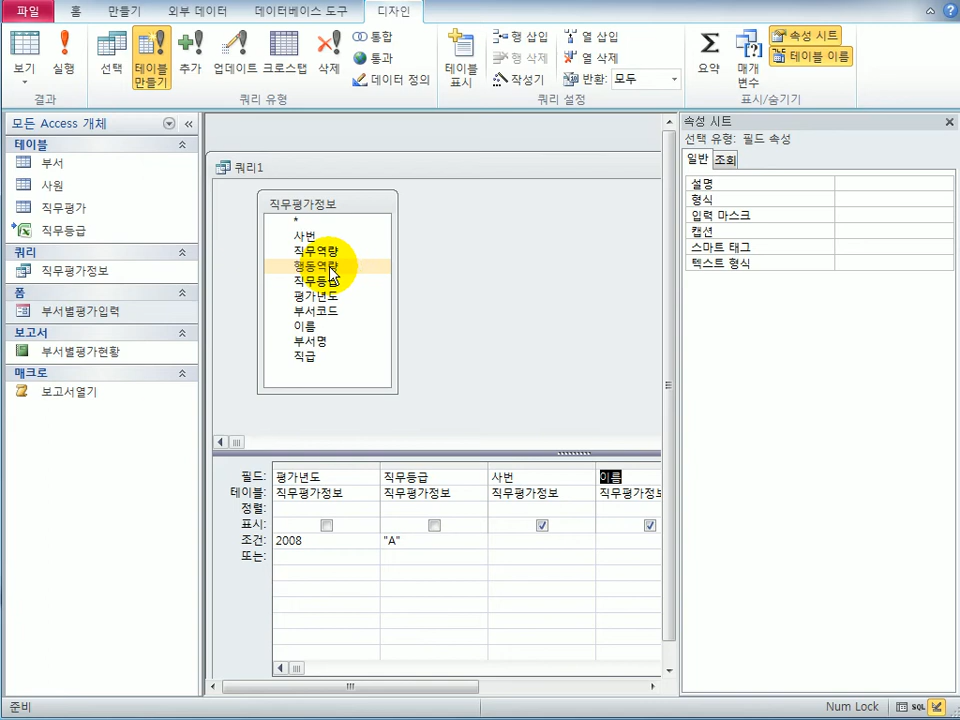 파일 홈 만들기 외부 데이터 데이터베이스 도구 디자인
보기 실행 선택 테이블 만들기 추가 업데이트 크로스탭 삭제 통합 통과 데이터 정의 테이블 표시 행 삽입 행 삭제 작성기 열 삽입 열 삭제 반환: 모두 요약 매개 변수 속성 시트 테이블 이름
결과 쿼리 유형 쿼리 설정 표시/숨기기
모든 Access 개체
테이블
부서
사원
직무평가
직무등급
쿼리
직무평가정보
폼
부서별평가입력
보고서
부서별평가현황
매크로
보고서열기
쿼리1
직무평가정보
*
사번
직무역량
행동역량
직무등급
평가년도
부서코드
이름
부서명
직급
필드: 평가년도 직무등급 사번 이름
테이블: 직무평가정보 직무평가정보 직무평가정보 직무평가정보
정렬:
표시:
조건: 2008 "A"
또는:
속성 시트
선택 유형: 필드 속성
일반 조회
설명
형식
입력 마스크
캡션
스마트 태그
텍스트 형식
준비 Num Lock SQL